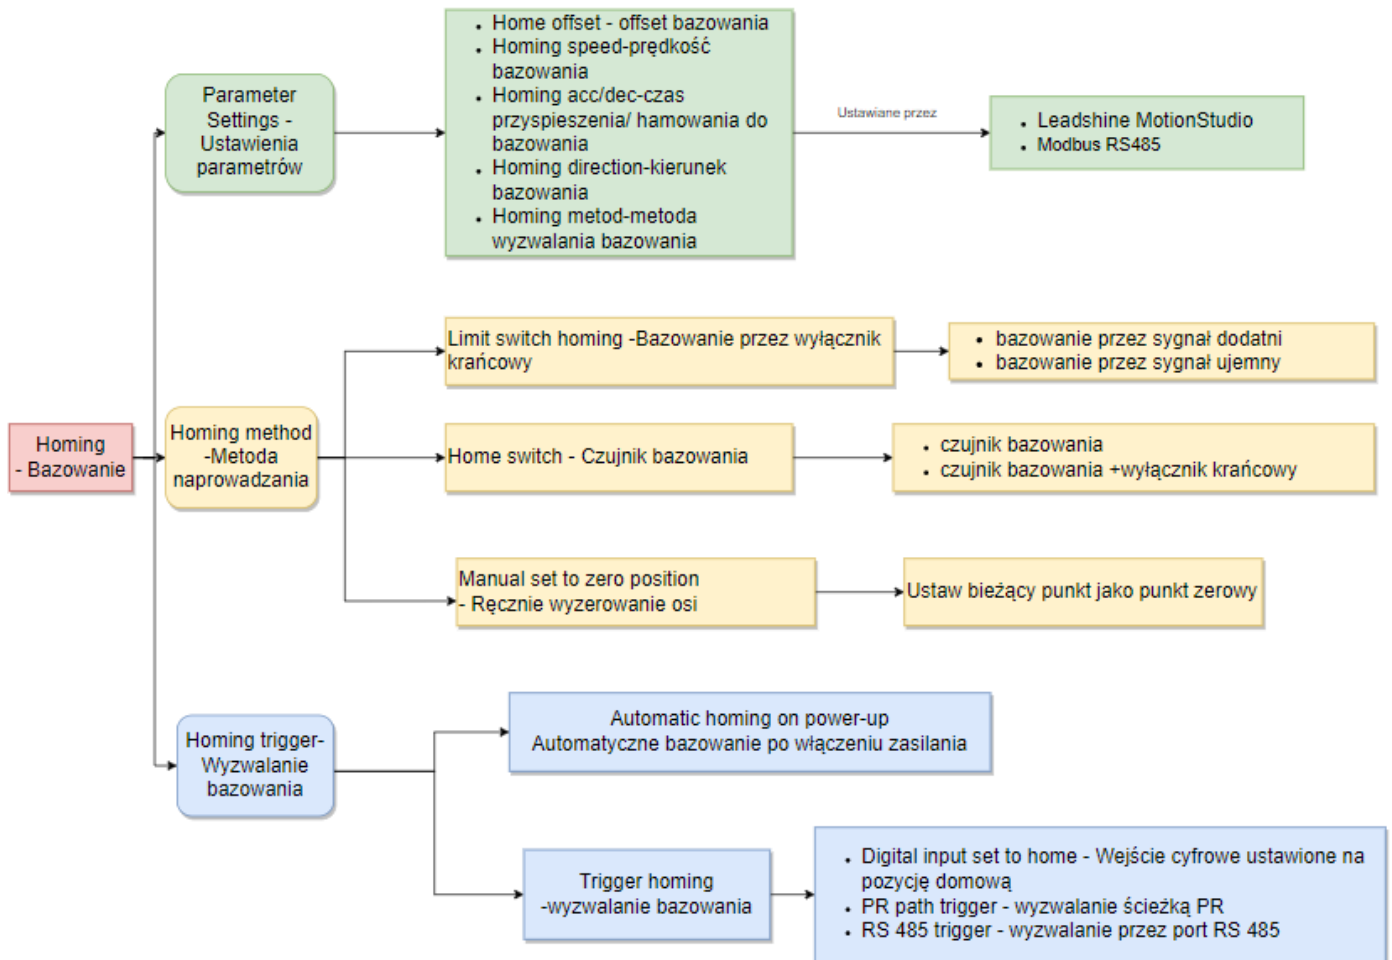 Parameter
Settings -
Ustawienia
parametrów
• Home offset - offset bazowania
• Homing speed-prędkość
bazowania
• Homing acc/dec-czas
przyspieszenia/ hamowania do
bazowania
• Homing direction-kierunek
bazowania
• Homing metod-metoda
wyzwalania bazowania
Ustawiane przez
• Leadshine MotionStudio
• Modbus RS485
Homing
- Bazowanie
Homing method
-Metoda
naprowadzania
Limit switch homing -Bazowanie przez wyłącznik
krańcowy
• bazowanie przez sygnał dodatni
• bazowanie przez sygnał ujemny
Home switch - Czujnik bazowania
• czujnik bazowania
• czujnik bazowania +wyłącznik krańcowy
Manual set to zero position
- Ręcznie wyzerowanie osi
Ustaw bieżący punkt jako punkt zerowy
Homing trigger-
Wyzwalanie
bazowania
Automatic homing on power-up
Automatyczne bazowanie po włączeniu zasilania
Trigger homing
-wyzwalanie bazowania
• Digital input set to home - Wejście cyfrowe ustawione na
pozycję domową
• PR path trigger - wyzwalanie ścieżką PR
• RS 485 trigger - wyzwalanie przez port RS 485